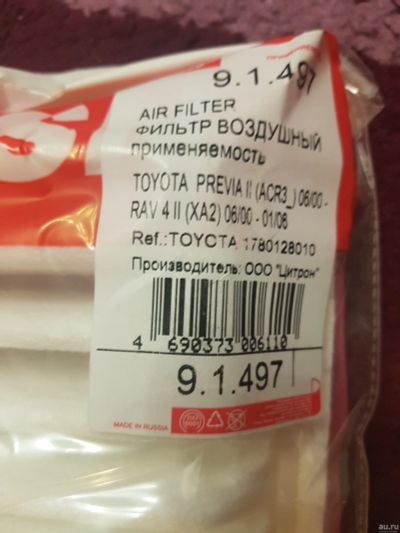 9.1.497
AIR FILTER
ФИЛЬТР ВОЗДУШНЫЙ
применяемость
TOYOTA PREVIA II (ACR3_) 06/00 -
RAV 4 II (XA2) 06/00 - 01/06
Ref.:TOYOTA 1780128010
Производитель: ООО "Цитрон"
4 690373 006110
9.1.497
MADE IN RUSSIA
au.ru